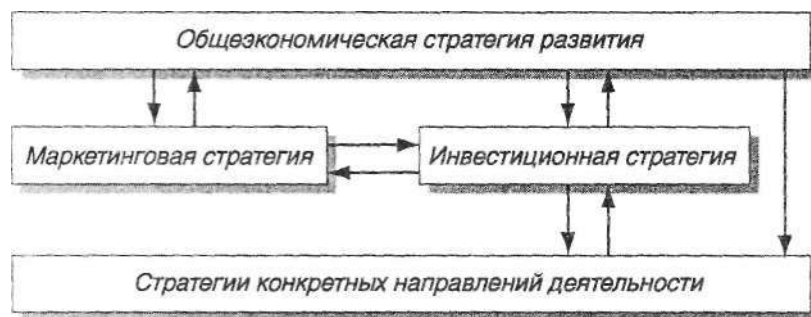 Общеэкономическая стратегия развития
Маркетинговая стратегия
Инвестиционная стратегия
Стратегии конкретных направлений деятельности